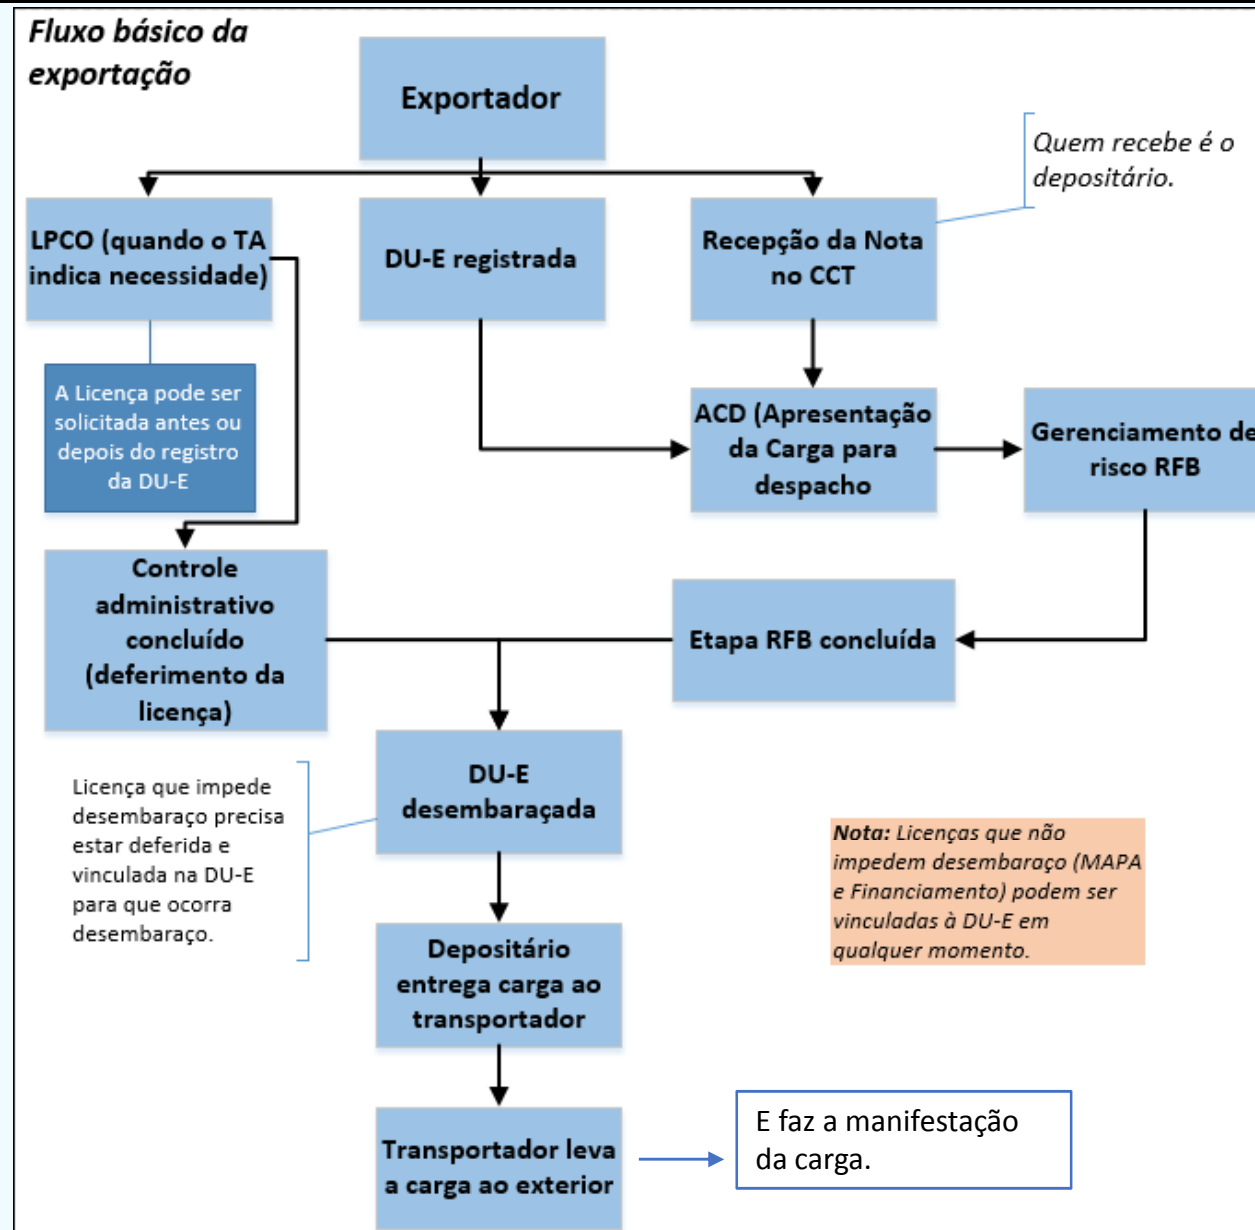 Fluxo básico da
exportação
Exportador
Quem recebe é o
depositário.
LPCO (quando o TA
indica necessidade)
DU-E registrada
Recepção da Nota
no CCT
A Licença pode ser
solicitada antes ou
depois do registro
da DU-E
ACD (Apresentação
da Carga para
despacho
Gerenciamento de
risco RFB
Controle
administrativo
concluído
(deferimento da
licença)
Etapa RFB concluída
DU-E
desembaraçada
Licença que impede
desembaraço precisa
estar deferida e
vinculada na DU-E
para que ocorra
desembaraço.
Nota: Licenças que não
impedem desembaraço (MAPA
e Financiamento) podem ser
vinculadas à DU-E em
qualquer momento.
Depositário
entrega carga ao
transportador
Transportador leva
a carga ao exterior
E faz a manifestação
da carga.